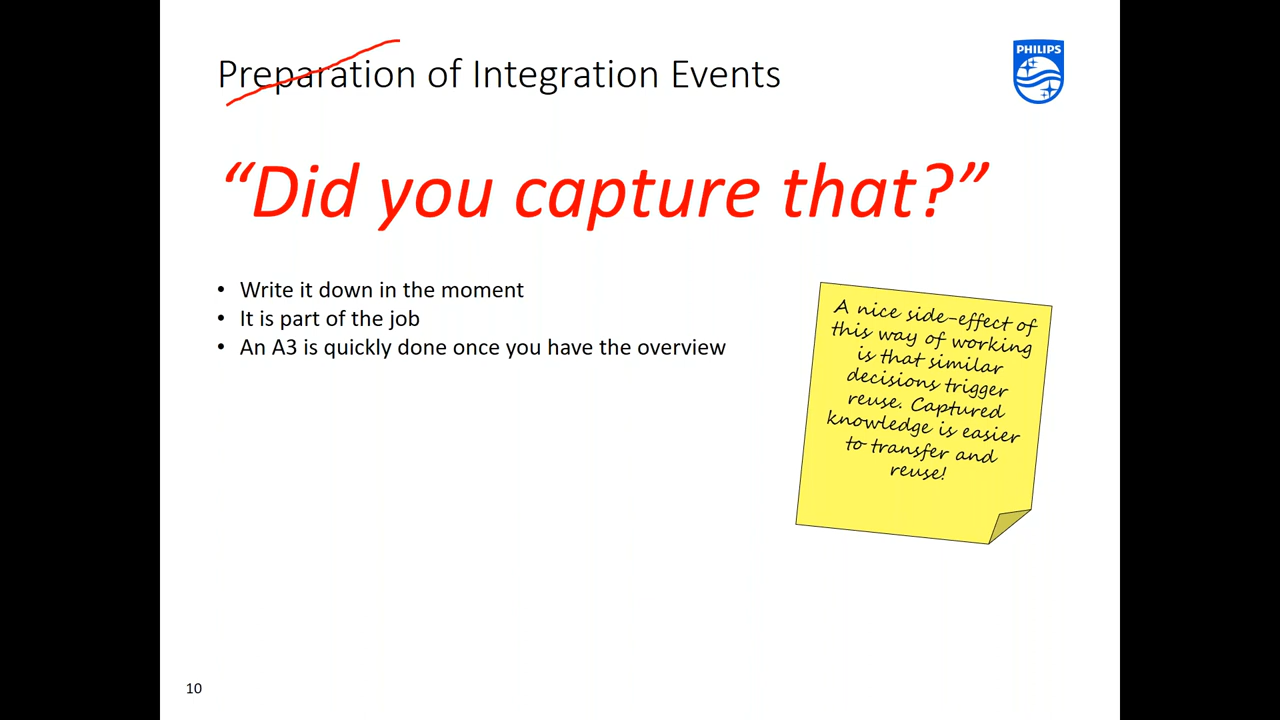 Preparation of Integration Events
PHILIPS
“Did you capture that?”
• Write it down in the moment
• It is part of the job
• An A3 is quickly done once you have the overview
A nice side-effect of
this way of working
is that similar
decisions trigger
reuse. Captured
knowledge is easier
to transfer and
reuse!
10